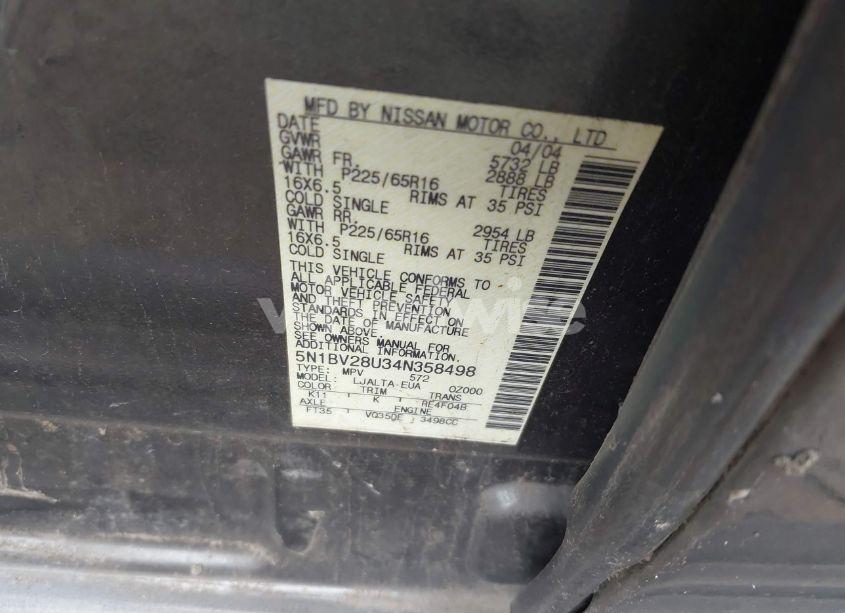 MFD BY NISSAN MOTOR CO., LTD
DATE 04/04
GVWR 5732 LB
GAWR FR. 2888 LB
WITH P225/65R16 TIRES
16X6.5 RIMS AT 35 PSI
COLD SINGLE
GAWR RR. 2954 LB
WITH P225/65R16 TIRES
16X6.5 RIMS AT 35 PSI
COLD SINGLE
THIS VEHICLE CONFORMS TO
ALL APPLICABLE FEDERAL
MOTOR VEHICLE SAFETY
AND THEFT PREVENTION
STANDARDS IN EFFECT ON
THE DATE OF MANUFACTURE
SHOWN ABOVE.
SEE OWNERS MANUAL FOR
ADDITIONAL INFORMATION.
5N1BV28U34N358498
TYPE: MPV 572
MODEL: LJALTA-EUA 0Z000
COLOR TRIM TRANS
K11 K RE4F04B
AXLE ENGINE
FT35 VQ35DE 3498CC